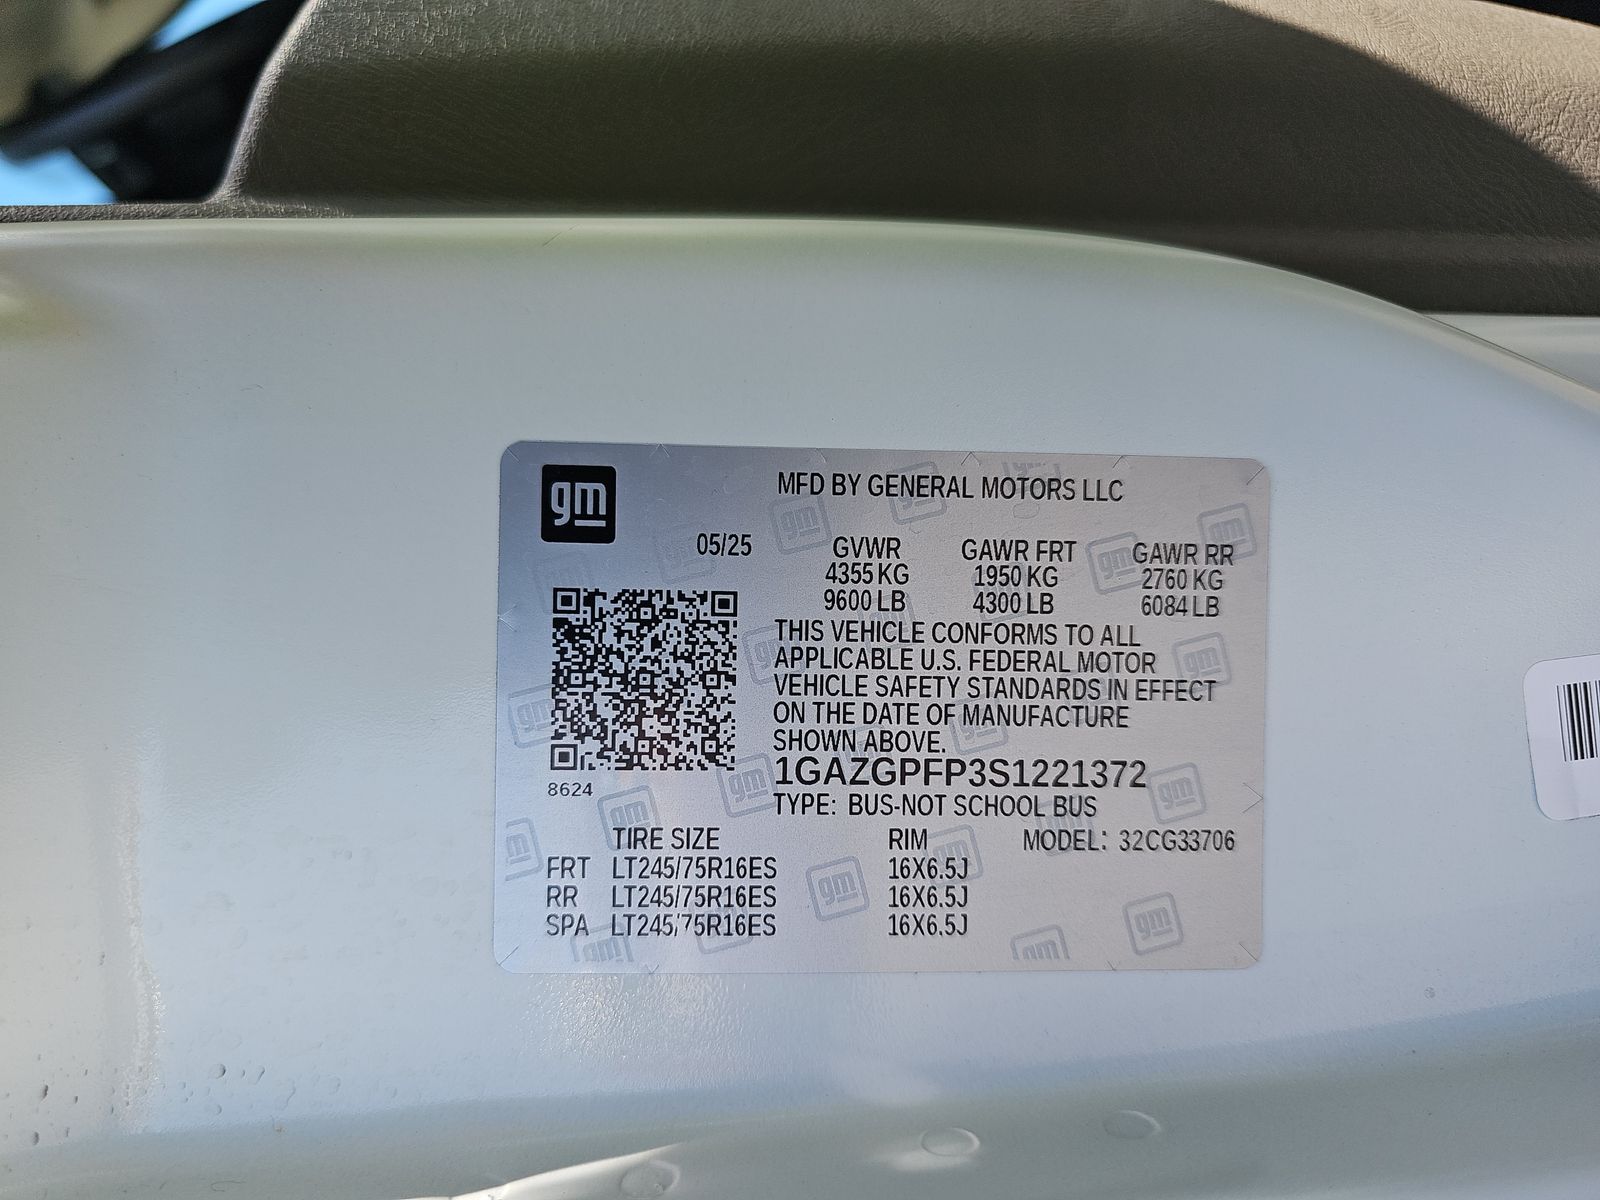 gm
MFD BY GENERAL MOTORS LLC
05/25 GVWR GAWR FRT GAWR RR
4355 KG 1950 KG 2760 KG
9600 LB 4300 LB 6084 LB
THIS VEHICLE CONFORMS TO ALL
APPLICABLE U.S. FEDERAL MOTOR
VEHICLE SAFETY STANDARDS IN EFFECT
ON THE DATE OF MANUFACTURE
SHOWN ABOVE.
1GAZGPFP3S1221372
8624
TYPE: BUS-NOT SCHOOL BUS
TIRE SIZE RIM MODEL: 32CG33706
FRT LT245/75R16ES 16X6.5J
RR LT245/75R16ES 16X6.5J
SPA LT245/75R16ES 16X6.5J